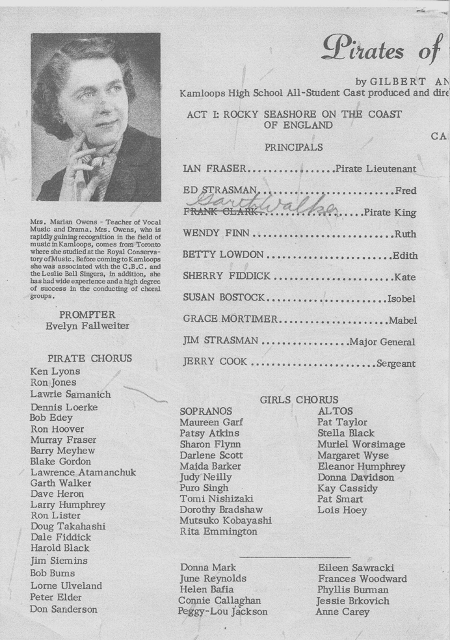 Pirates of
by GILBERT AN
Kamloops High School All-Student Cast produced and dire
ACT I: ROCKY SEASHORE ON THE COAST
OF ENGLAND
CA
PRINCIPALS
IAN FRASER....................Pirate Lieutenant
ED STRASMAN........................Fred
Garth Walker
FRANK CLARK..................Pirate King
WENDY FINN........................Ruth
BETTY LOWDON........................Edith
SHERRY FIDDICK........................Kate
SUSAN BOSTOCK........................Isobel
GRACE MORTIMER........................Mabel
JIM STRASMAN..................Major General
JERRY COOK........................Sergeant
Mrs. Marian Owens - Teacher of Vocal
Music and Drama. Mrs. Owens, who is
rapidly gaining recognition in the field of
music in Kamloops, comes from Toronto
where she studied at the Royal Conserva-
tory of Music. Before coming to Kamloops
she was associated with the C.B.C. and
the Leslie Bell Singers, in addition, she
has had wide experience and a high degree
of success in the conducting of choral
groups.
PROMPTER
Evelyn Fallweiter
PIRATE CHORUS
Ken Lyons
Ron Jones
Lawrie Samanich
Dennis Loerke
Bob Edey
Ron Hoover
Murray Fraser
Barry Meyhew
Blake Gordon
Lawrence Atamanchuk
Garth Walker
Dave Heron
Larry Humphrey
Ron Lister
Doug Takahashi
Dale Fiddick
Harold Black
Jim Siemins
Bob Burns
Lorne Ulveland
Peter Elder
Don Sanderson
GIRLS CHORUS
SOPRANOS
Maureen Garf
Patsy Atkins
Sharon Flynn
Darlene Scott
Maida Barker
Judy Neilly
Puro Singh
Tomi Nishizaki
Dorothy Bradshaw
Mutsuko Kobayashi
Rita Emmington
ALTOS
Pat Taylor
Stella Black
Muriel Worsimage
Margaret Wyse
Eleanor Humphrey
Donna Davidson
Kay Cassidy
Pat Smart
Lois Hoey
Donna Mark
June Reynolds
Helen Bafia
Connie Callaghan
Peggy-Lou Jackson
Eileen Sawracki
Frances Woodward
Phyllis Burman
Jessie Brkovich
Anne Carey